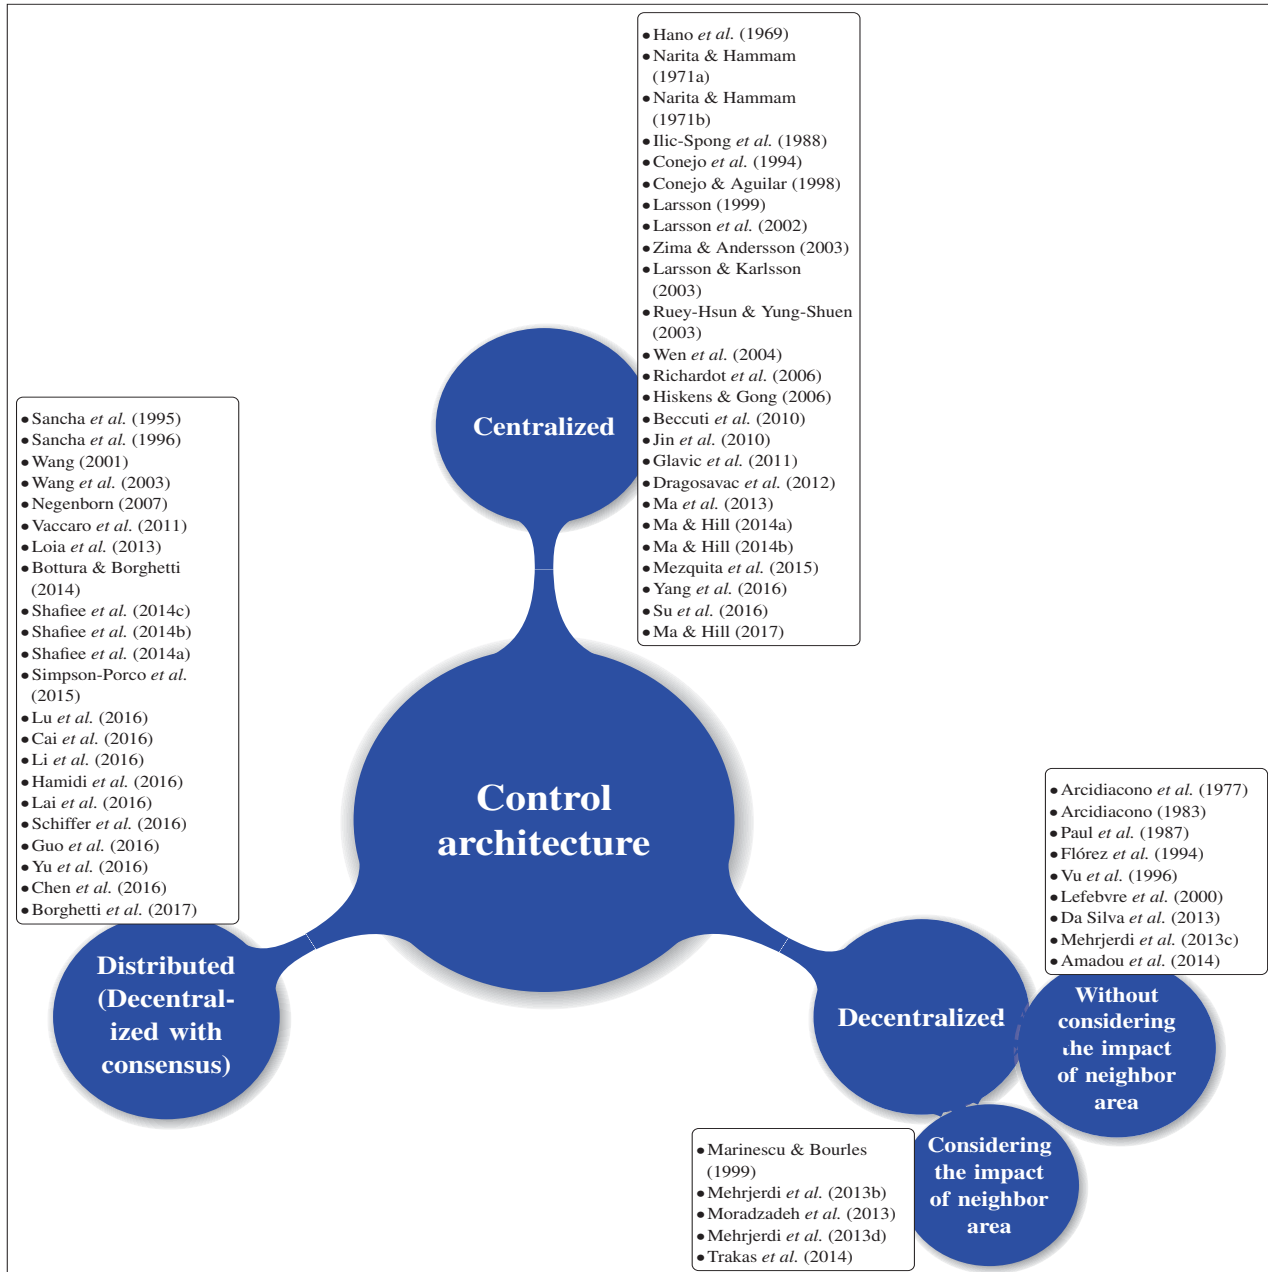 ● Hano et al. (1969)
● Narita & Hammam
(1971a)
● Narita & Hammam
(1971b)
● Ilic-Spong et al. (1988)
● Conejo et al. (1994)
● Conejo & Aguilar (1998)
● Larsson (1999)
● Larsson et al. (2002)
● Zima & Andersson (2003)
● Larsson & Karlsson
(2003)
● Ruey-Hsun & Yung-Shuen
(2003)
● Wen et al. (2004)
● Richardot et al. (2006)
● Hiskens & Gong (2006)
● Beccuti et al. (2010)
● Jin et al. (2010)
● Glavic et al. (2011)
● Dragosavac et al. (2012)
● Ma et al. (2013)
● Ma & Hill (2014a)
● Ma & Hill (2014b)
● Mezquita et al. (2015)
● Yang et al. (2016)
● Su et al. (2016)
● Ma & Hill (2017)
Centralized
● Sancha et al. (1995)
● Sancha et al. (1996)
● Wang (2001)
● Wang et al. (2003)
● Negenborn (2007)
● Vaccaro et al. (2011)
● Loia et al. (2013)
● Bottura & Borghetti
(2014)
● Shafiee et al. (2014c)
● Shafiee et al. (2014b)
● Shafiee et al. (2014a)
● Simpson-Porco et al.
(2015)
● Lu et al. (2016)
● Cai et al. (2016)
● Li et al. (2016)
● Hamidi et al. (2016)
● Lai et al. (2016)
● Schiffer et al. (2016)
● Guo et al. (2016)
● Yu et al. (2016)
● Chen et al. (2016)
● Borghetti et al. (2017)
Control
architecture
● Arcidiacono et al. (1977)
● Arcidiacono (1983)
● Paul et al. (1987)
● Flórez et al. (1994)
● Vu et al. (1996)
● Lefebvre et al. (2000)
● Da Silva et al. (2013)
● Mehrjerdi et al. (2013c)
● Amadou et al. (2014)
Distributed
(Decentral-
ized with
consensus)
Decentralized
Without
considering
the impact
of neighbor
area
● Marinescu & Bourles
(1999)
● Mehrjerdi et al. (2013b)
● Moradzadeh et al. (2013)
● Mehrjerdi et al. (2013d)
● Trakas et al. (2014)
Considering
the impact
of neighbor
area